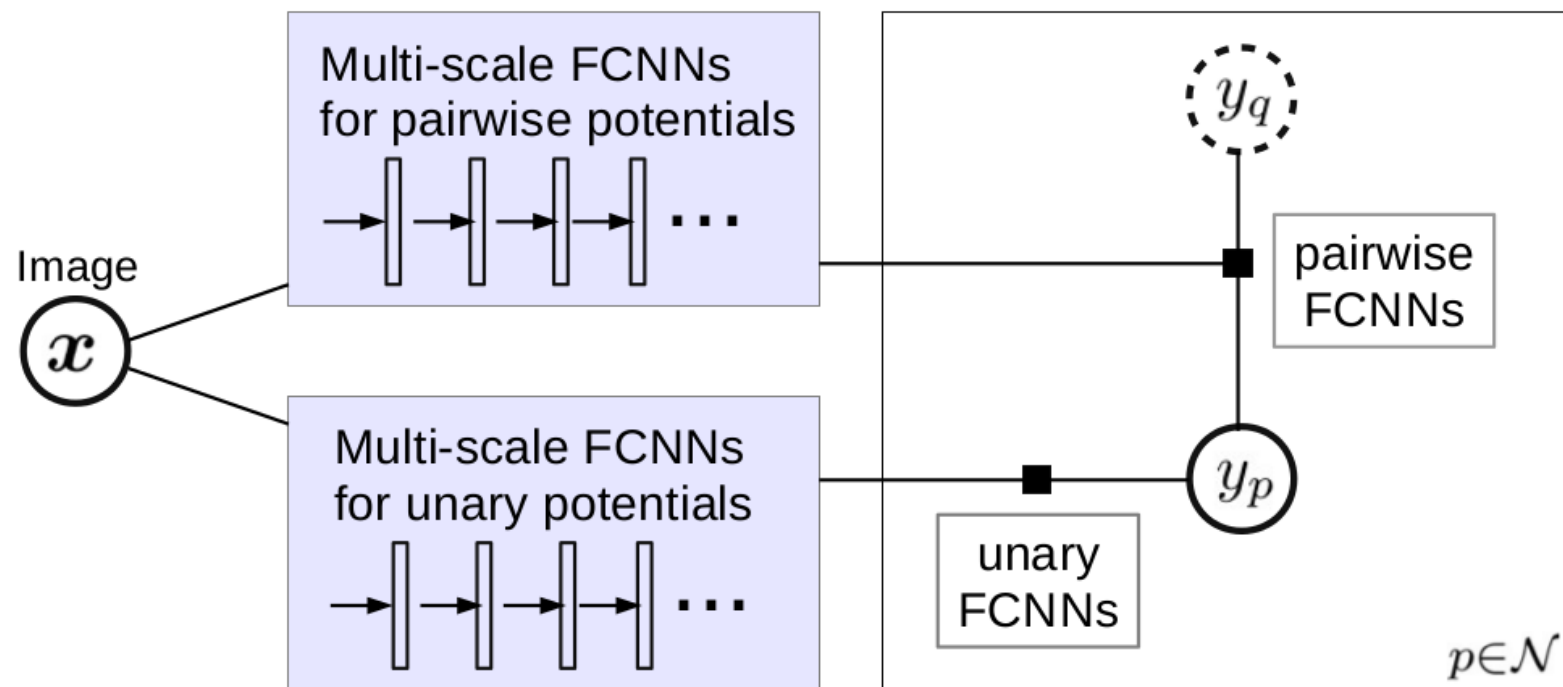 Multi-scale FCNNs
for pairwise potentials
...
Image
x
Multi-scale FCNNs
for unary potentials
...
y_q
pairwise
FCNNs
y_p
unary
FCNNs
p∈𝒩